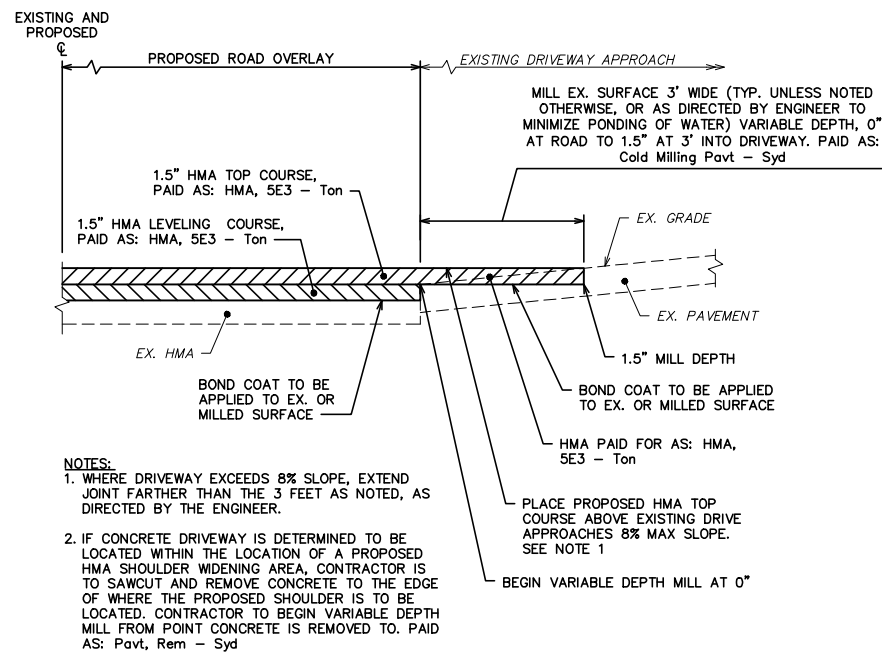 EXISTING AND
PROPOSED
℄
PROPOSED ROAD OVERLAY
EXISTING DRIVEWAY APPROACH
MILL EX. SURFACE 3' WIDE (TYP. UNLESS NOTED
OTHERWISE, OR AS DIRECTED BY ENGINEER TO
MINIMIZE PONDING OF WATER) VARIABLE DEPTH, 0"
AT ROAD TO 1.5" AT 3' INTO DRIVEWAY. PAID AS:
Cold Milling Pavt – Syd
1.5" HMA TOP COURSE,
PAID AS: HMA, 5E3 – Ton
1.5" HMA LEVELING COURSE,
PAID AS: HMA, 5E3 – Ton
EX. GRADE
EX. PAVEMENT
EX. HMA
1.5" MILL DEPTH
BOND COAT TO BE
APPLIED TO EX. OR
MILLED SURFACE
BOND COAT TO BE APPLIED
TO EX. OR MILLED SURFACE
HMA PAID FOR AS: HMA,
5E3 – Ton
PLACE PROPOSED HMA TOP
COURSE ABOVE EXISTING DRIVE
APPROACHES 8% MAX SLOPE.
SEE NOTE 1
BEGIN VARIABLE DEPTH MILL AT 0"
NOTES:
1. WHERE DRIVEWAY EXCEEDS 8% SLOPE, EXTEND
JOINT FARTHER THAN THE 3 FEET AS NOTED, AS
DIRECTED BY THE ENGINEER.
2. IF CONCRETE DRIVEWAY IS DETERMINED TO BE
LOCATED WITHIN THE LOCATION OF A PROPOSED
HMA SHOULDER WIDENING AREA, CONTRACTOR IS
TO SAWCUT AND REMOVE CONCRETE TO THE EDGE
OF WHERE THE PROPOSED SHOULDER IS TO BE
LOCATED. CONTRACTOR TO BEGIN VARIABLE DEPTH
MILL FROM POINT CONCRETE IS REMOVED TO. PAID
AS: Pavt, Rem – Syd